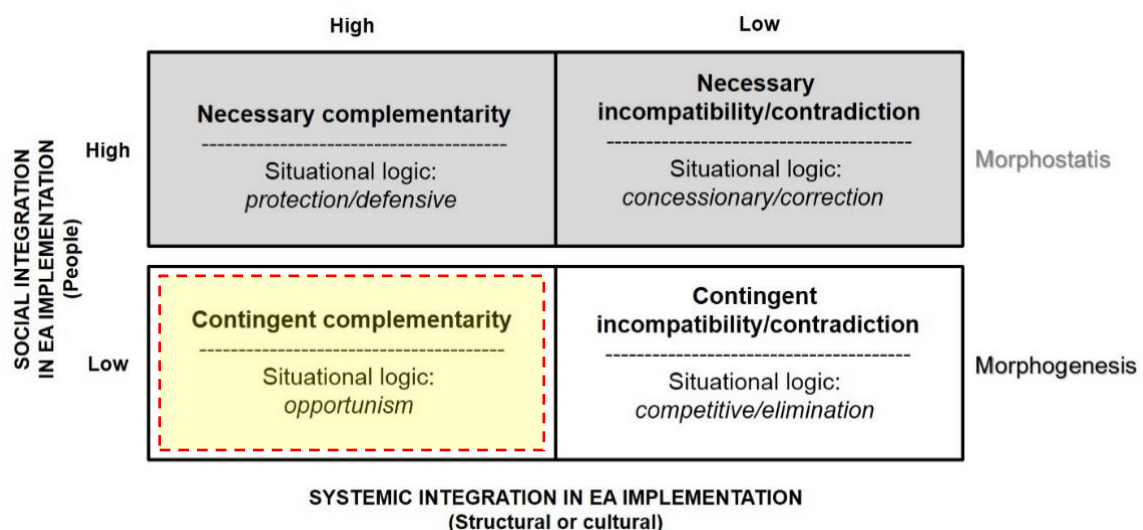 High
Low
SOCIAL INTEGRATION
IN EA IMPLEMENTATION
(People)
High
Necessary complementarity
Situational logic:
protection/defensive
Necessary
incompatibility/contradiction
Situational logic:
concessionary/correction
Morphostatis
Low
Contingent complementarity
Situational logic:
opportunism
Contingent
incompatibility/contradiction
Situational logic:
competitive/elimination
Morphogenesis
SYSTEMIC INTEGRATION IN EA IMPLEMENTATION
(Structural or cultural)